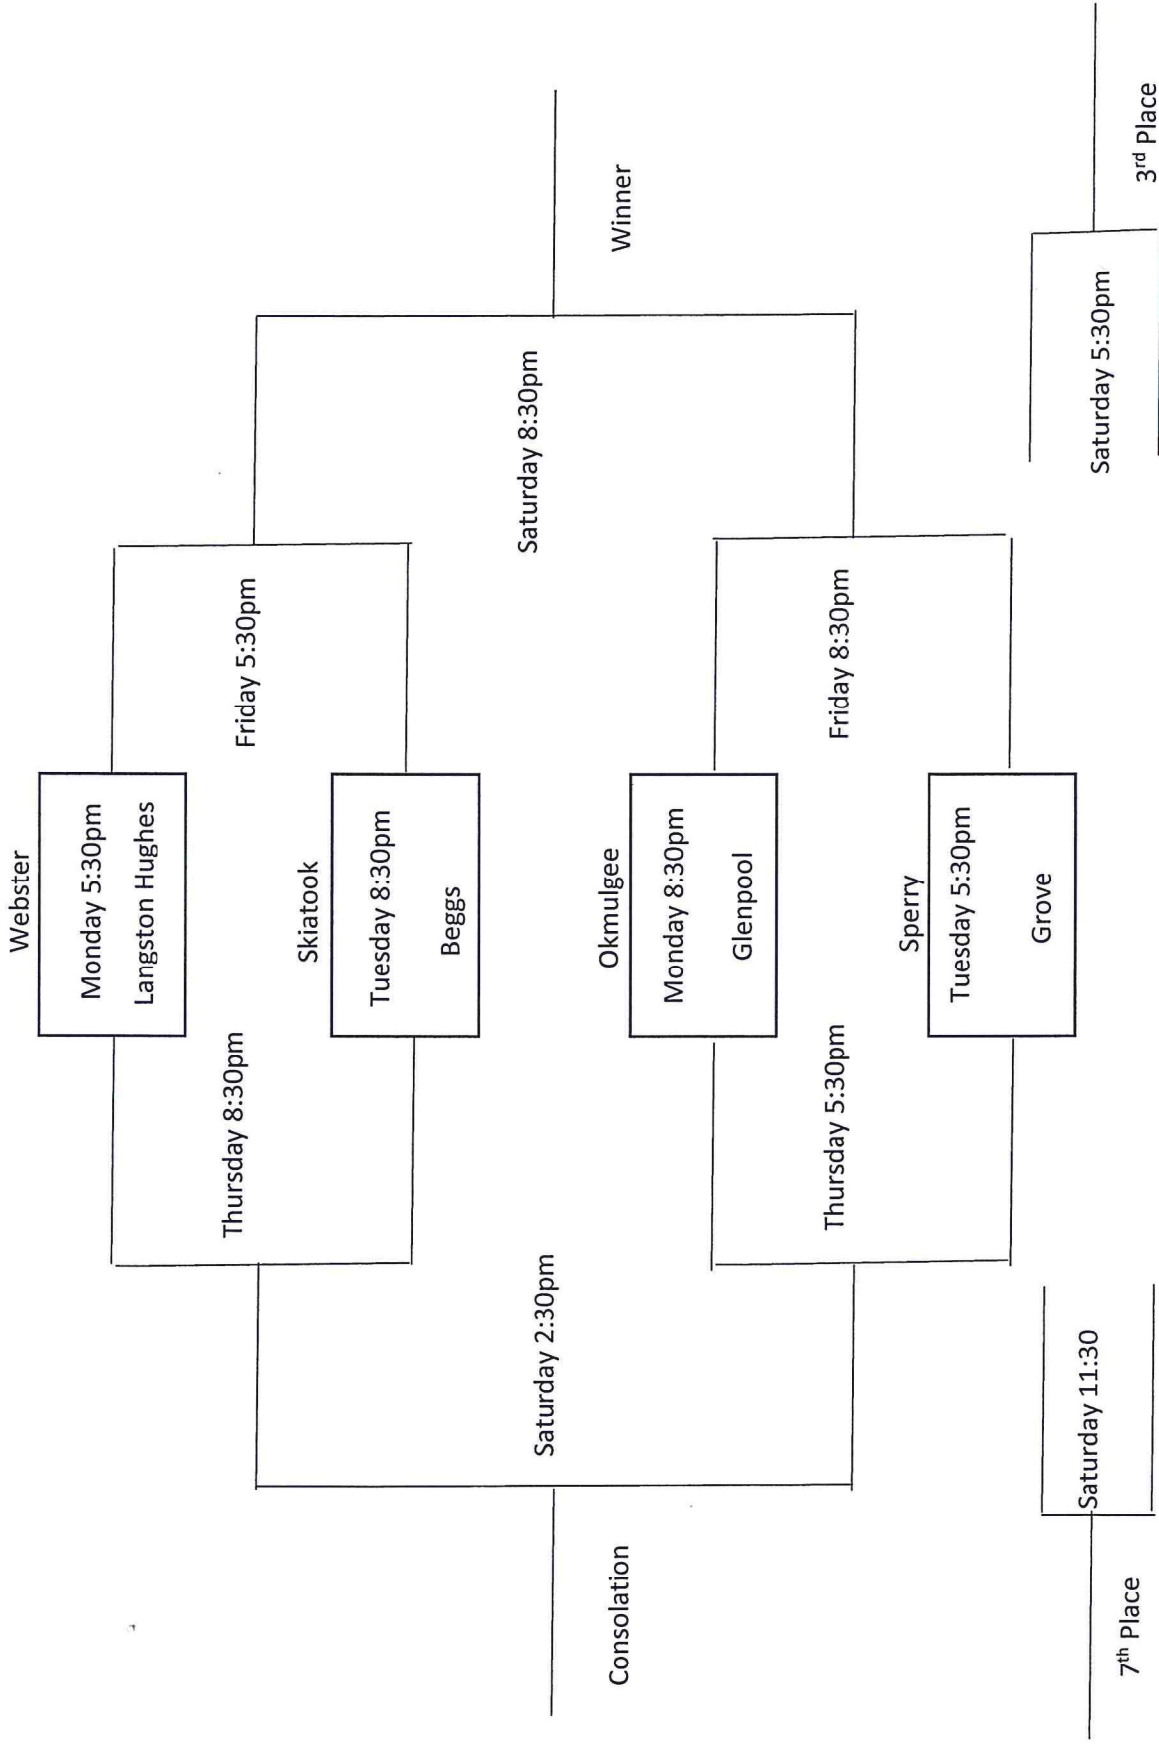 Webster
Monday 5:30pm
Langston Hughes
Thursday 8:30pm
Friday 5:30pm
Skiatook
Tuesday 8:30pm
Beggs
Saturday 2:30pm
Saturday 8:30pm
Consolation
Winner
Okmulgee
Monday 8:30pm
Glenpool
Thursday 5:30pm
Friday 8:30pm
Sperry
Tuesday 5:30pm
Grove
Saturday 11:30
7th Place
Saturday 5:30pm
3rd Place